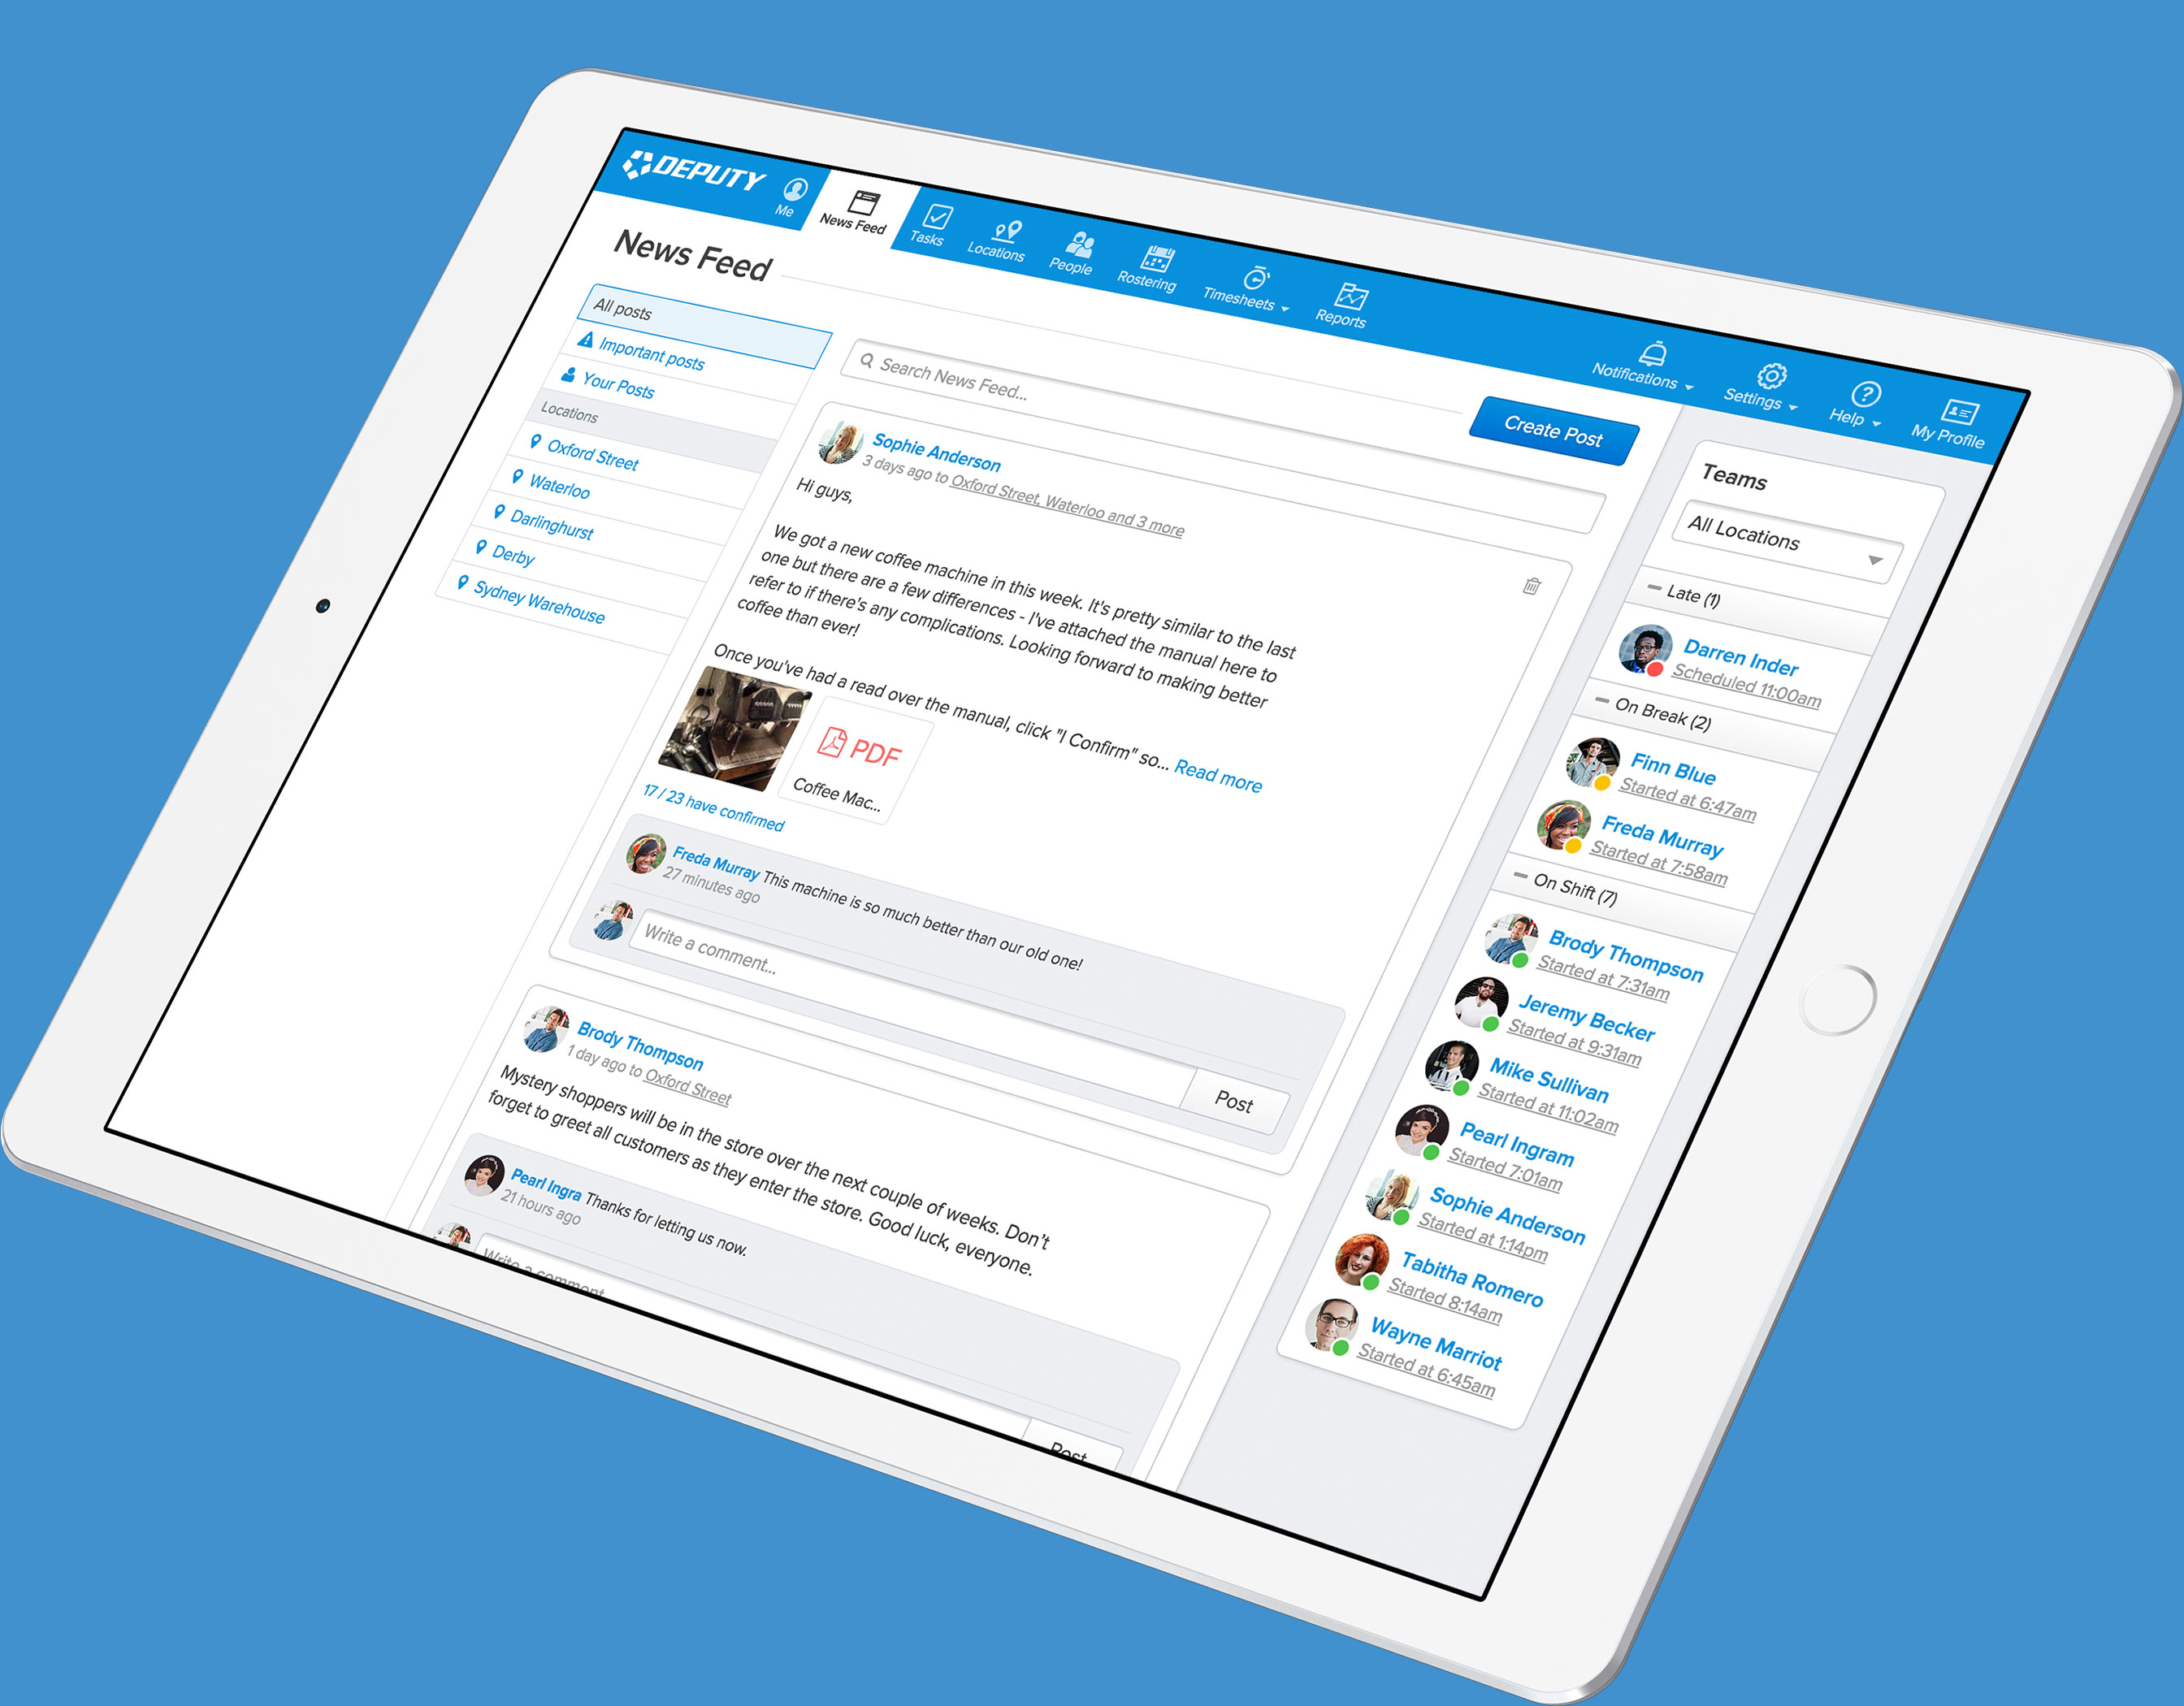 DEPUTY
Me
News Feed
Tasks
Locations
People
Rostering
Timesheets
Reports
Notifications
Settings
Help
My Profile
News Feed
Create Post
All posts
Important posts
Your Posts
Locations
Oxford Street
Waterloo
Darlinghurst
Derby
Sydney Warehouse
Search News Feed...
Sophie Anderson
3 days ago to Oxford Street, Waterloo and 3 more
Hi guys,
We got a new coffee machine in this week. It's pretty similar to the last
one but there are a few differences - I've attached the manual here to
refer to if there's any complications. Looking forward to making better
coffee than ever!
Once you've had a read over the manual, click "I Confirm" so... Read more
PDF
Coffee Mac...
17 / 23 have confirmed
Freda Murray This machine is so much better than our old one!
27 minutes ago
Write a comment...
Post
Brody Thompson
1 day ago to Oxford Street
Mystery shoppers will be in the store over the next couple of weeks. Don't
forget to greet all customers as they enter the store. Good luck, everyone.
Pearl Ingra Thanks for letting us now.
21 hours ago
Write a comment
Post
Teams
All Locations
Late (1)
Darren Inder
Scheduled 11:00am
On Break (2)
Finn Blue
Started at 6:47am
Freda Murray
Started at 7:58am
On Shift (7)
Brody Thompson
Started at 7:31am
Jeremy Becker
Started at 9:31am
Mike Sullivan
Started at 11:02am
Pearl Ingram
Started 7:01am
Sophie Anderson
Started at 1:14pm
Tabitha Romero
Started 8:14am
Wayne Marriot
Started at 6:45am